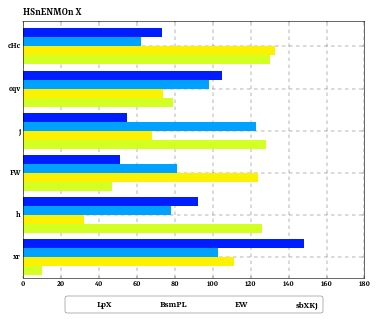 HSnENMOn X
cHc
oqv
j
FW
h
xr
0 20 40 60 80 100 120 140 160 180
LpX BsmPL EW sbXKj